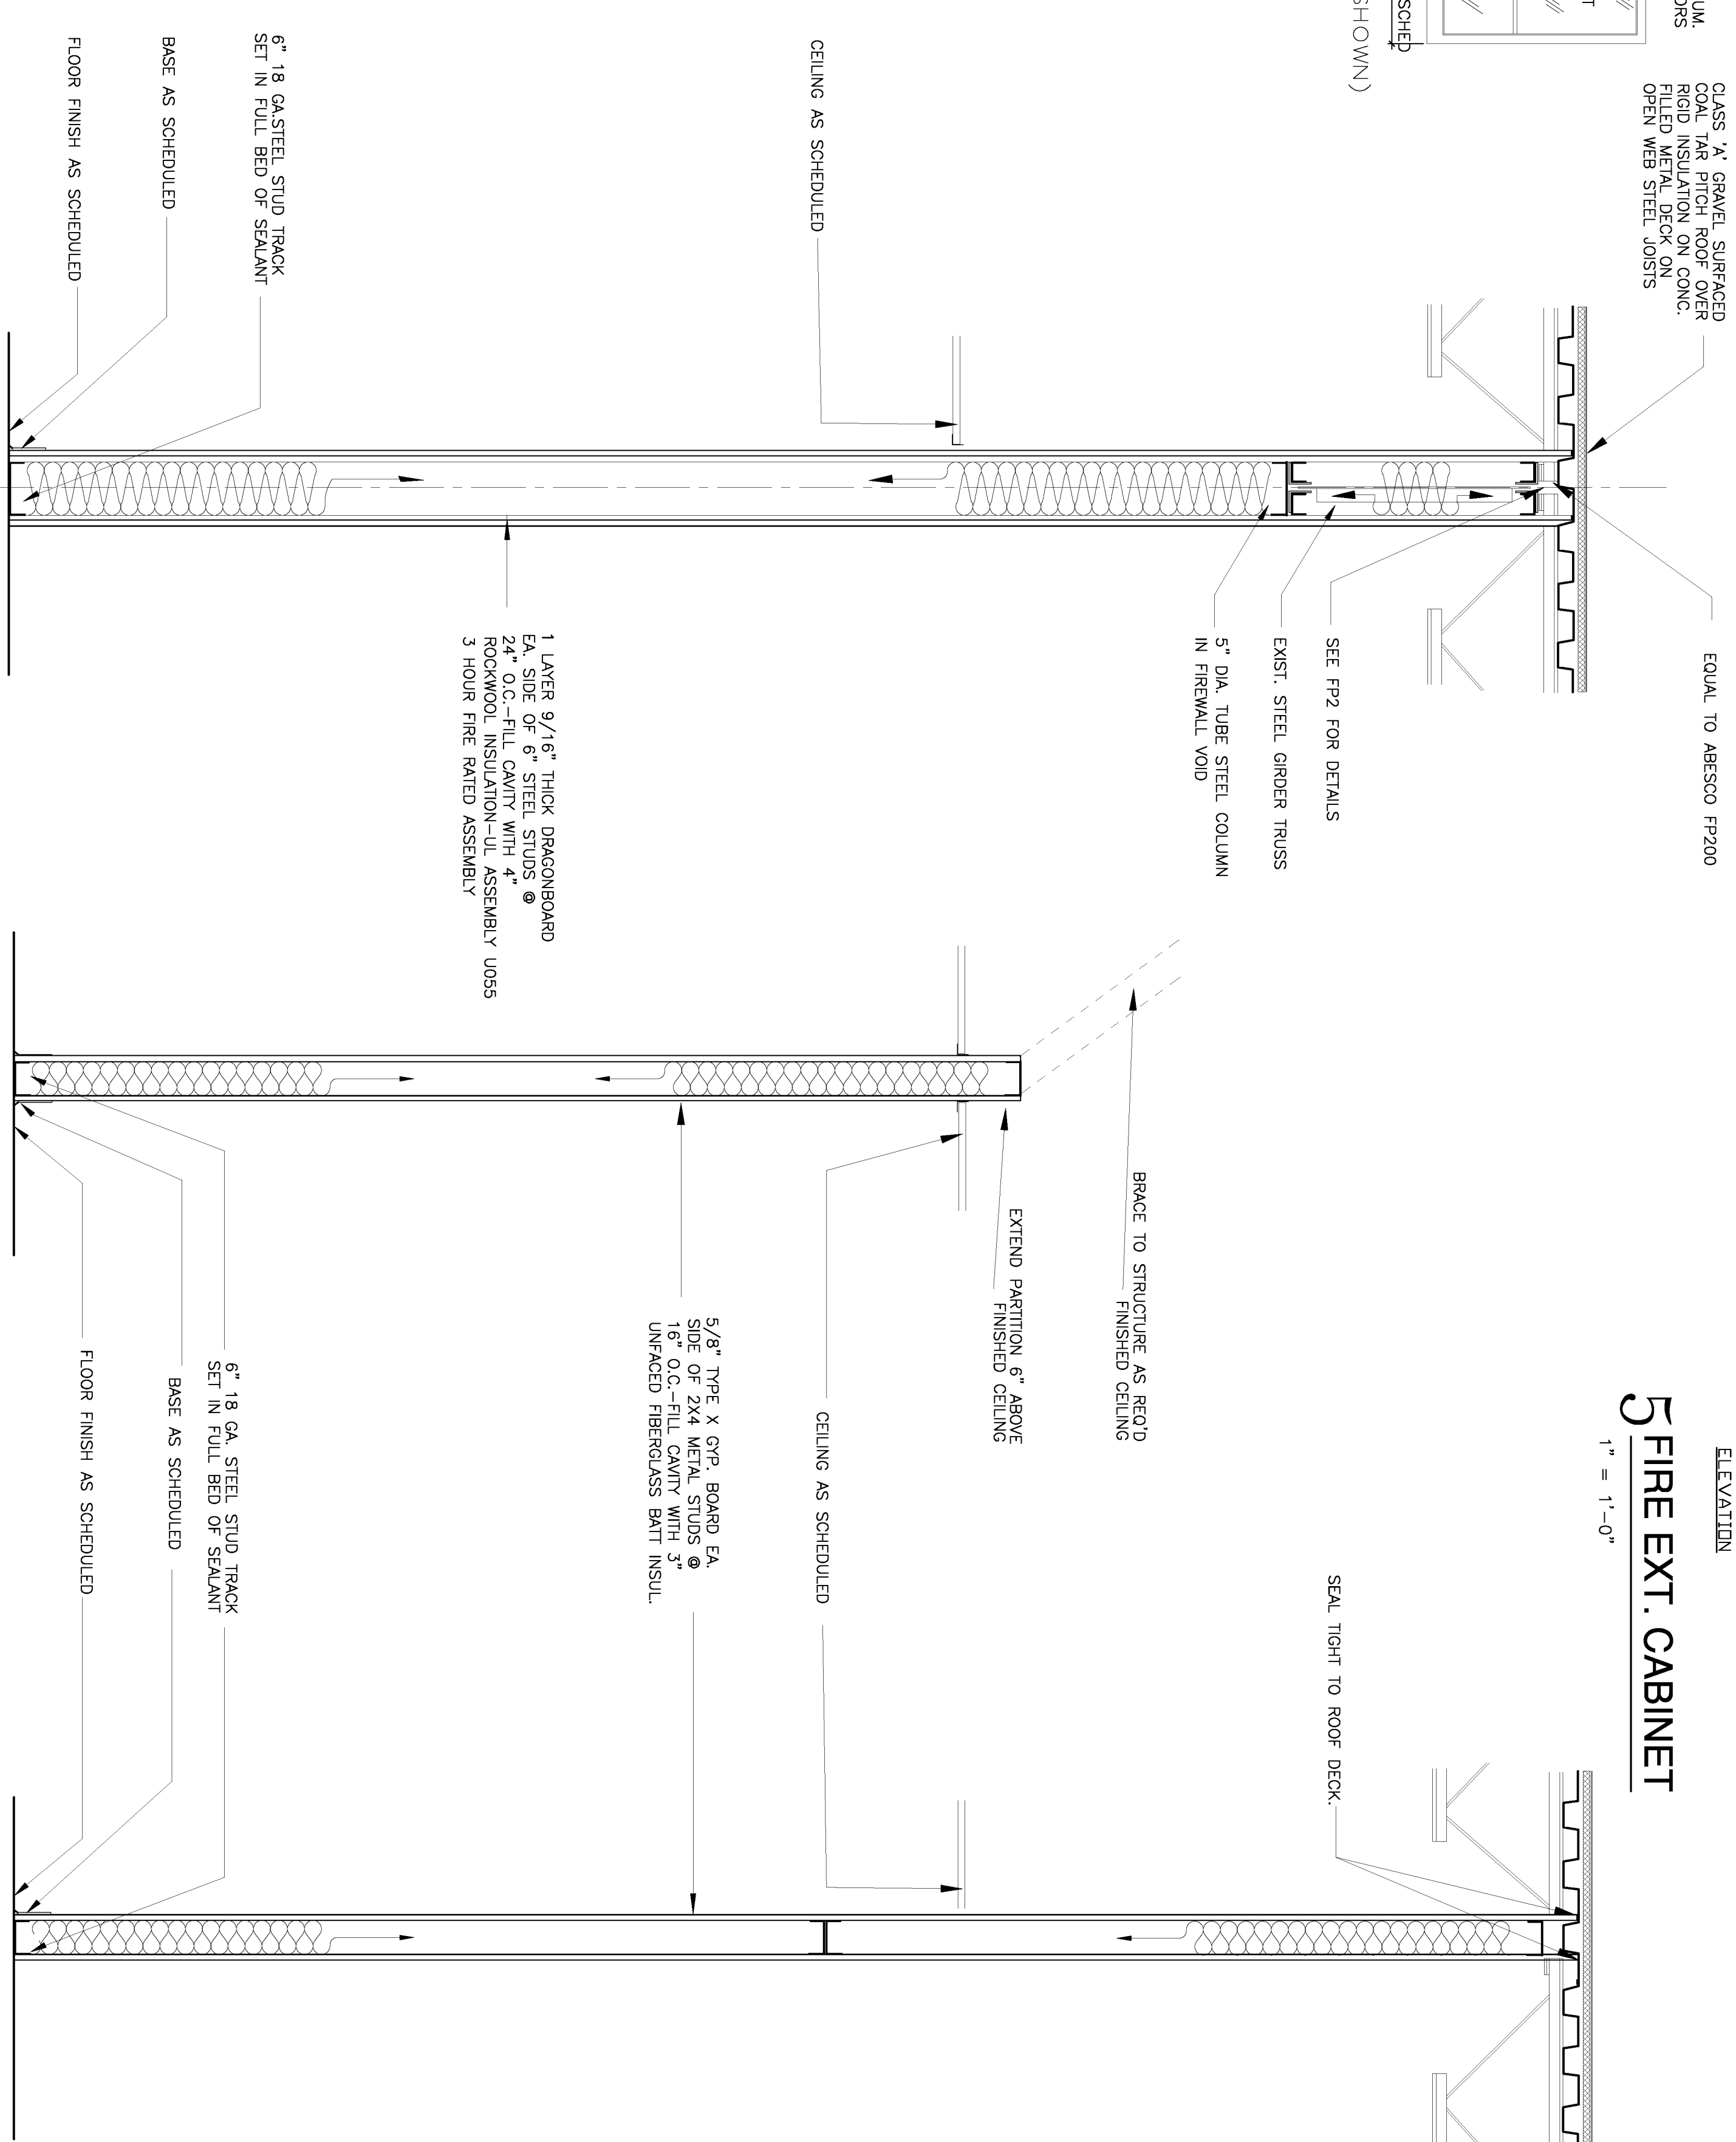 UM.
ORS
T
SCHED
SHOWN)
CLASS 'A' GRAVEL SURFACED
COAL TAR PITCH ROOF OVER
RIGID INSULATION ON CONC.
FILLED METAL DECK ON
OPEN WEB STEEL JOISTS
EQUAL TO ABESCO FP200
SEE FP2 FOR DETAILS
EXIST. STEEL GIRDER TRUSS
5" DIA. TUBE STEEL COLUMN
IN FIREWALL VOID
CEILING AS SCHEDULED
1 LAYER 9/16" THICK DRAGONBOARD
EA. SIDE OF 6" STEEL STUDS @
24" O.C.-FILL CAVITY WITH 4"
ROCKWOOL INSULATION-UL ASSEMBLY U055
3 HOUR FIRE RATED ASSEMBLY
6" 18 GA.STEEL STUD TRACK
SET IN FULL BED OF SEALANT
BASE AS SCHEDULED
FLOOR FINISH AS SCHEDULED
ELEVATION
5 FIRE EXT. CABINET
1" = 1'-0"
BRACE TO STRUCTURE AS REQ'D
FINISHED CEILING
EXTEND PARTITION 6" ABOVE
FINISHED CEILING
CEILING AS SCHEDULED
5/8" TYPE X GYP. BOARD EA.
SIDE OF 2X4 METAL STUDS @
16" O.C.-FILL CAVITY WITH 3"
UNFACED FIBERGLASS BATT INSUL.
6" 18 GA. STEEL STUD TRACK
SET IN FULL BED OF SEALANT
BASE AS SCHEDULED
FLOOR FINISH AS SCHEDULED
SEAL TIGHT TO ROOF DECK.